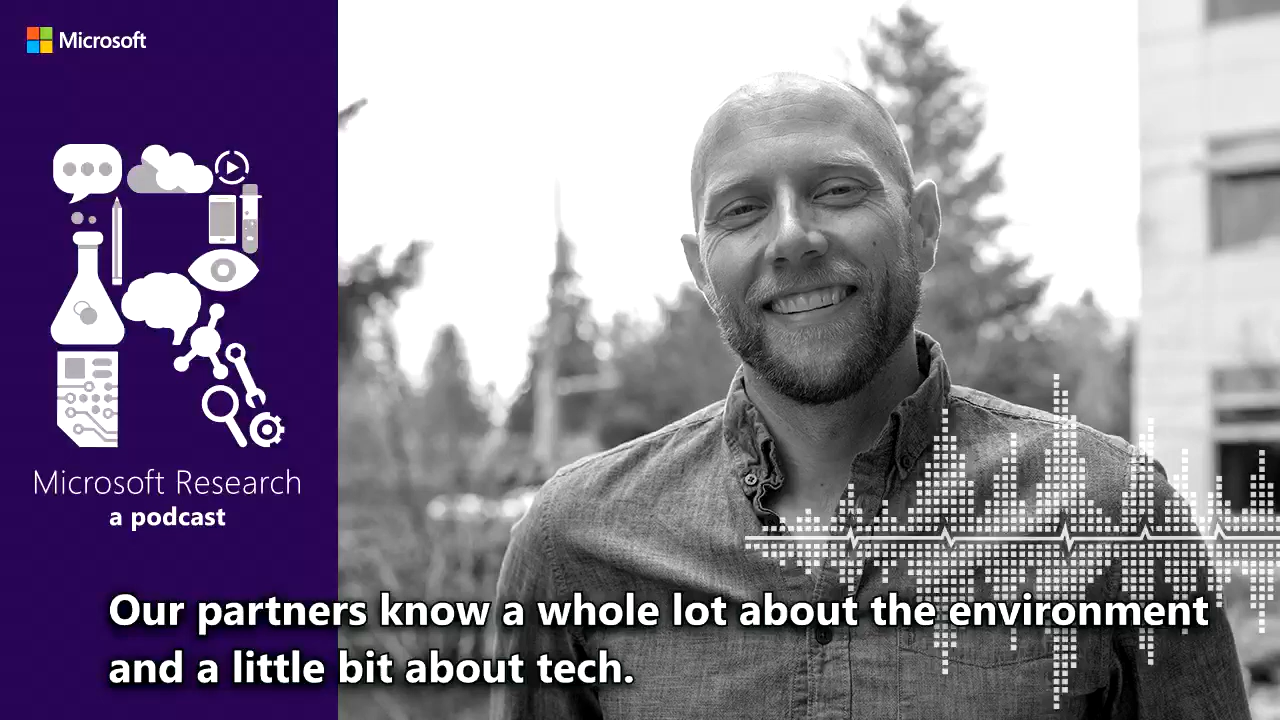 Microsoft
Microsoft Research
a podcast
Our partners know a whole lot about the environment
and a little bit about tech.